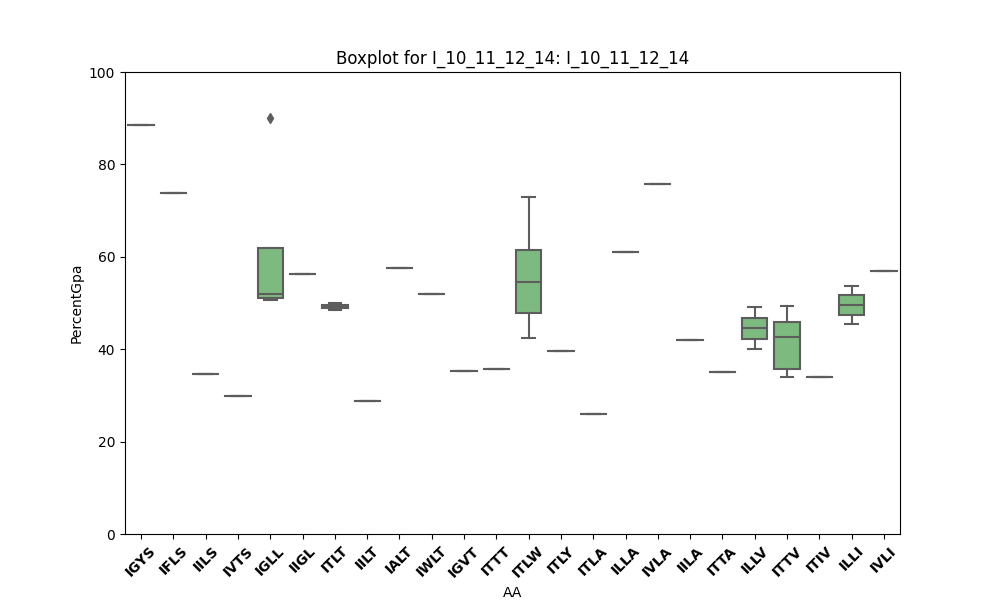 Boxplot for I_10_11_12_14: I_10_11_12_14
PercentGpa
100
80
60
40
20
0
IGYS
IFLS
IILS
IVTS
IGLL
IIGL
ITLT
IILT
IALT
IWLT
IGVT
ITTT
ITLW
ITLY
ITLA
ILLA
IVLA
IILA
ITTA
ILLV
ITTV
ITIV
ILLI
IVLI
AA